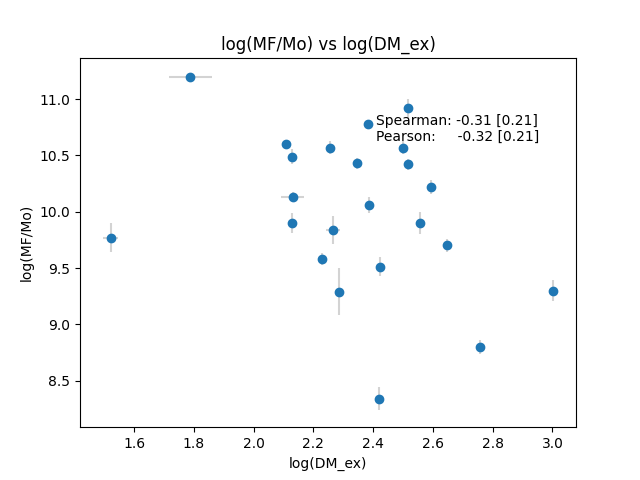 log(MF/Mo) vs log(DM_ex)
11.0
Spearman: -0.31 [0.21]
Pearson: -0.32 [0.21]
10.5
10.0
9.5
9.0
8.5
log(MF/Mo)
1.6 1.8 2.0 2.2 2.4 2.6 2.8 3.0
log(DM_ex)